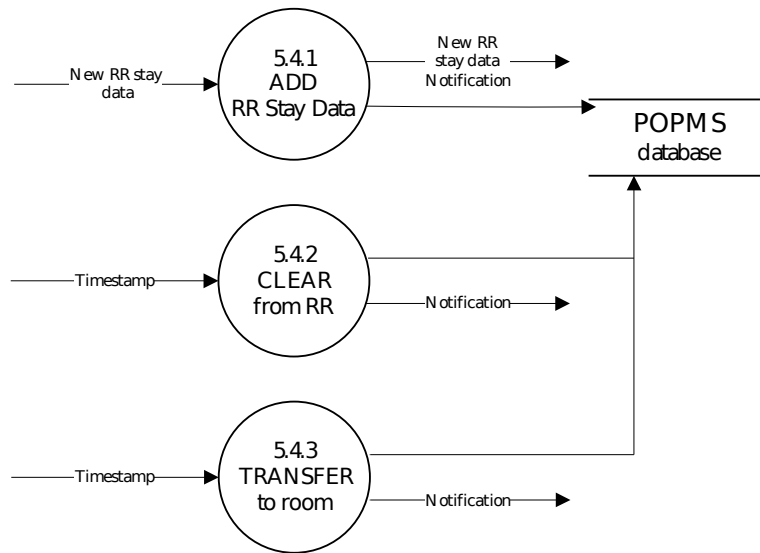 New RR stay
data
5.4.1
ADD
RR Stay Data
New RR
stay data
Notification
POPMS
database
Timestamp
5.4.2
CLEAR
from RR
Notification
Timestamp
5.4.3
TRANSFER
to room
Notification